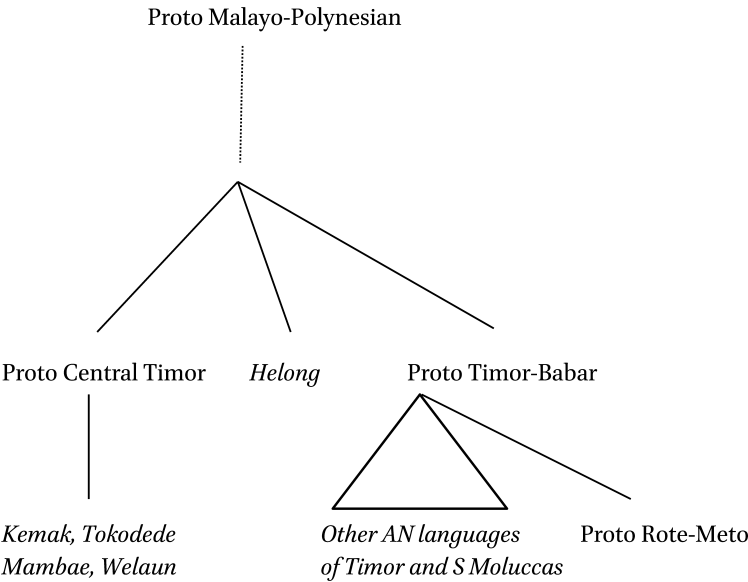 Proto Malayo-Polynesian
Proto Central Timor
Helong
Proto Timor-Babar
Kemak, Tokodede
Mambae, Welaun
Other AN languages
of Timor and S Moluccas
Proto Rote-Meto